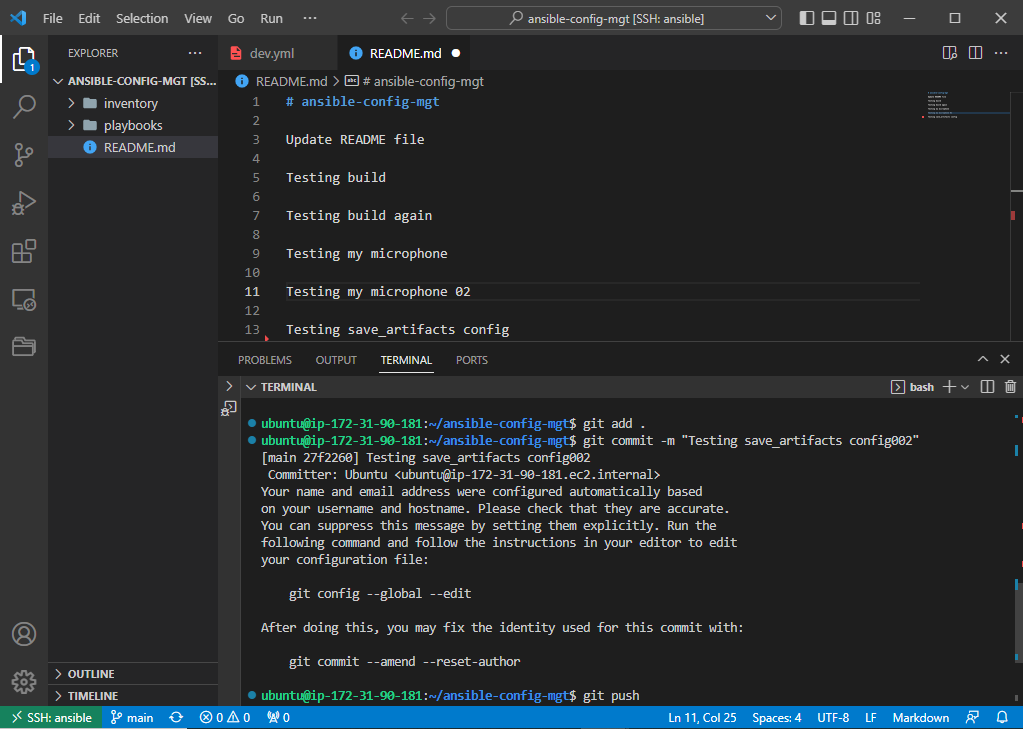 File Edit Selection View Go Run ··· ansible-config-mgt [SSH: ansible]
EXPLORER ···
ANSIBLE-CONFIG-MGT [SS...
inventory
playbooks
README.md
1
dev.yml README.md
README.md > # ansible-config-mgt
1 # ansible-config-mgt
2
3 Update README file
4
5 Testing build
6
7 Testing build again
8
9 Testing my microphone
10
11 Testing my microphone 02
12
13 Testing save_artifacts config
PROBLEMS OUTPUT TERMINAL PORTS
TERMINAL bash
ubuntu@ip-172-31-90-181:~/ansible-config-mgt$ git add .
ubuntu@ip-172-31-90-181:~/ansible-config-mgt$ git commit -m "Testing save_artifacts config002"
[main 27f2260] Testing save_artifacts config002
Committer: Ubuntu <ubuntu@ip-172-31-90-181.ec2.internal>
Your name and email address were configured automatically based
on your username and hostname. Please check that they are accurate.
You can suppress this message by setting them explicitly. Run the
following command and follow the instructions in your editor to edit
your configuration file:
git config --global --edit
After doing this, you may fix the identity used for this commit with:
git commit --amend --reset-author
ubuntu@ip-172-31-90-181:~/ansible-config-mgt$ git push
OUTLINE
TIMELINE
SSH: ansible main 0 0 0 Ln 11, Col 25 Spaces: 4 UTF-8 LF Markdown